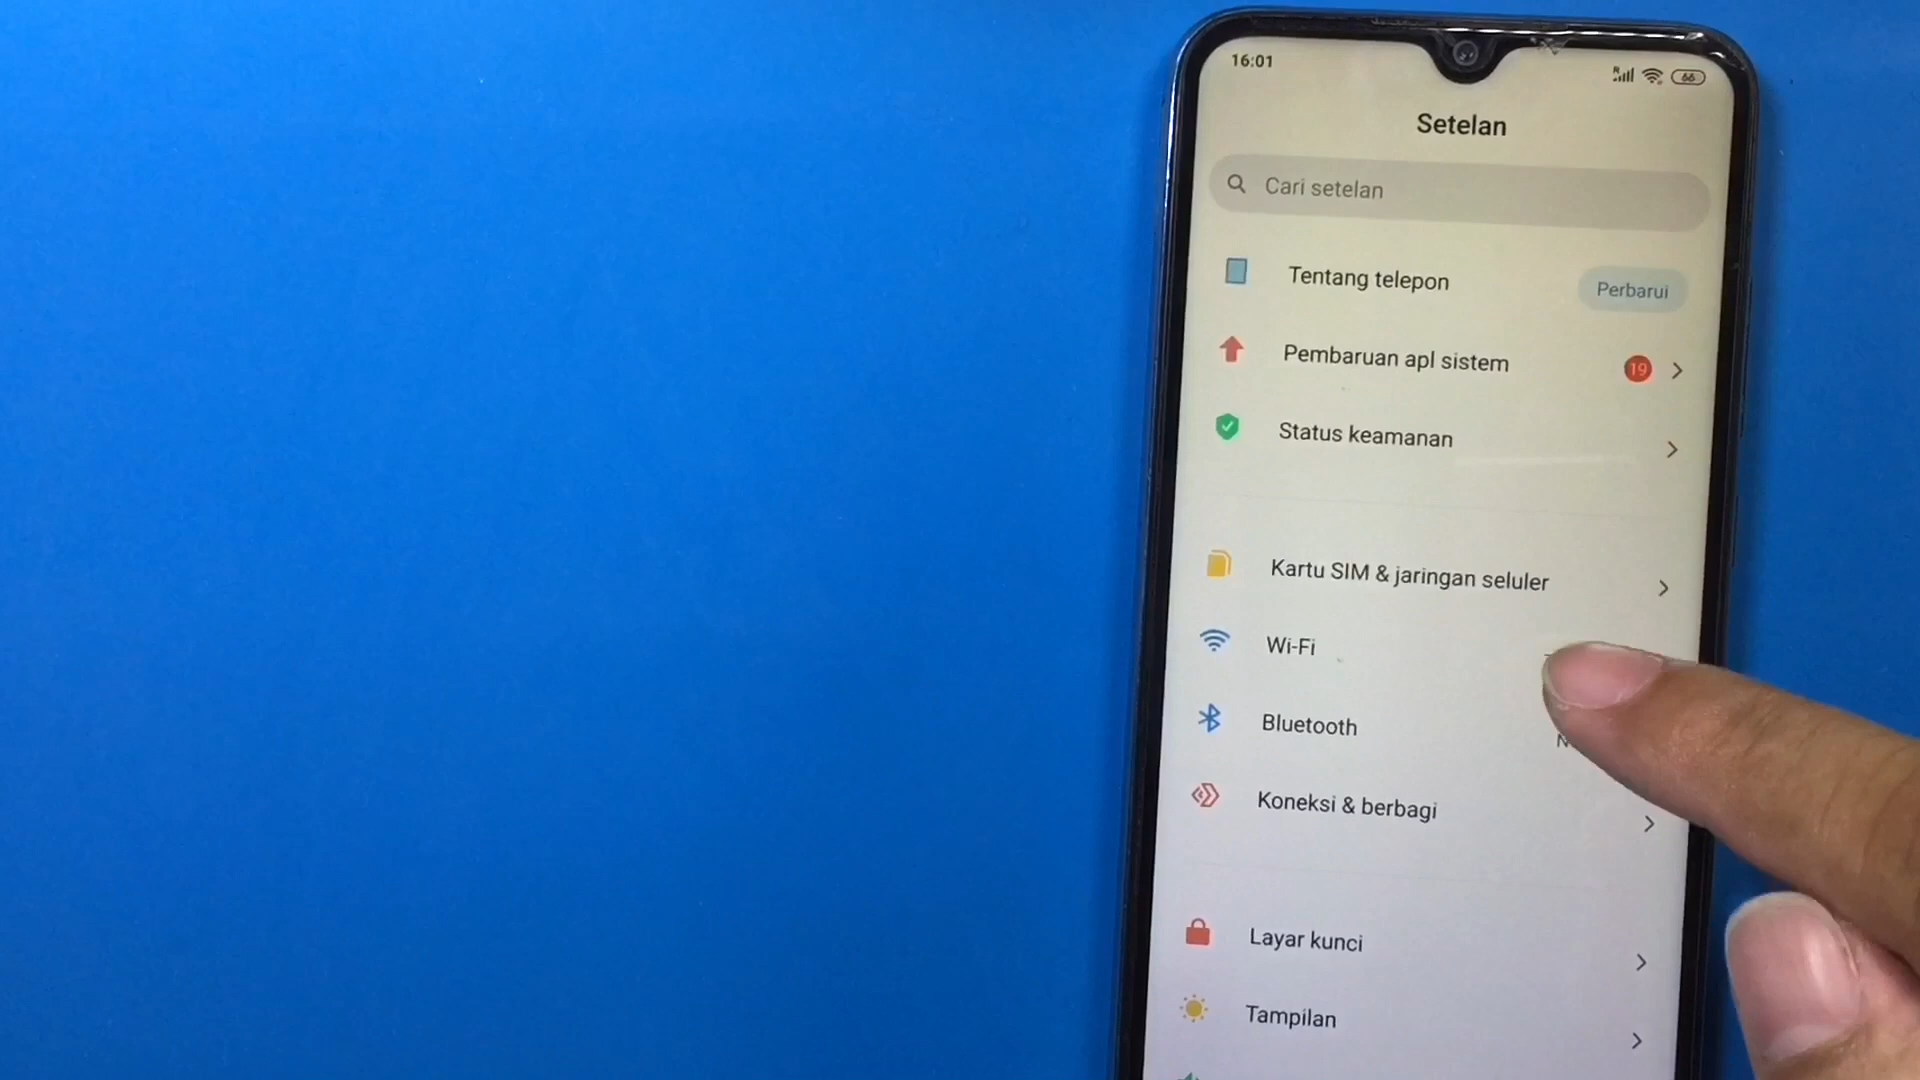 16:01
R
66
Setelan
Cari setelan
Tentang telepon
Perbarui
Pembaruan apl sistem
19
Status keamanan
Kartu SIM & jaringan seluler
Wi-Fi
Bluetooth
Koneksi & berbagi
Layar kunci
Tampilan